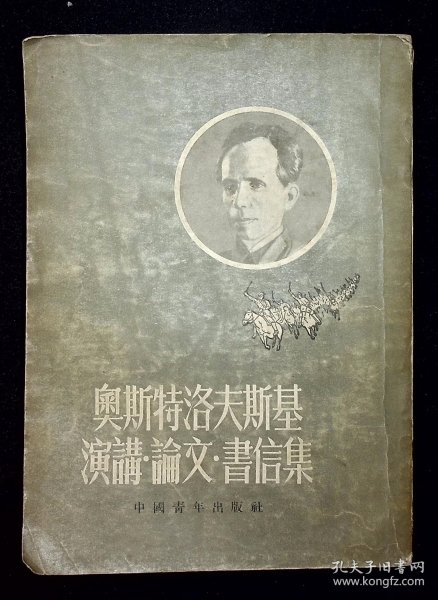 奧斯特洛夫斯基
演講·論文·書信集
中國青年出版社
孔夫子旧书网
www.kongfz.com